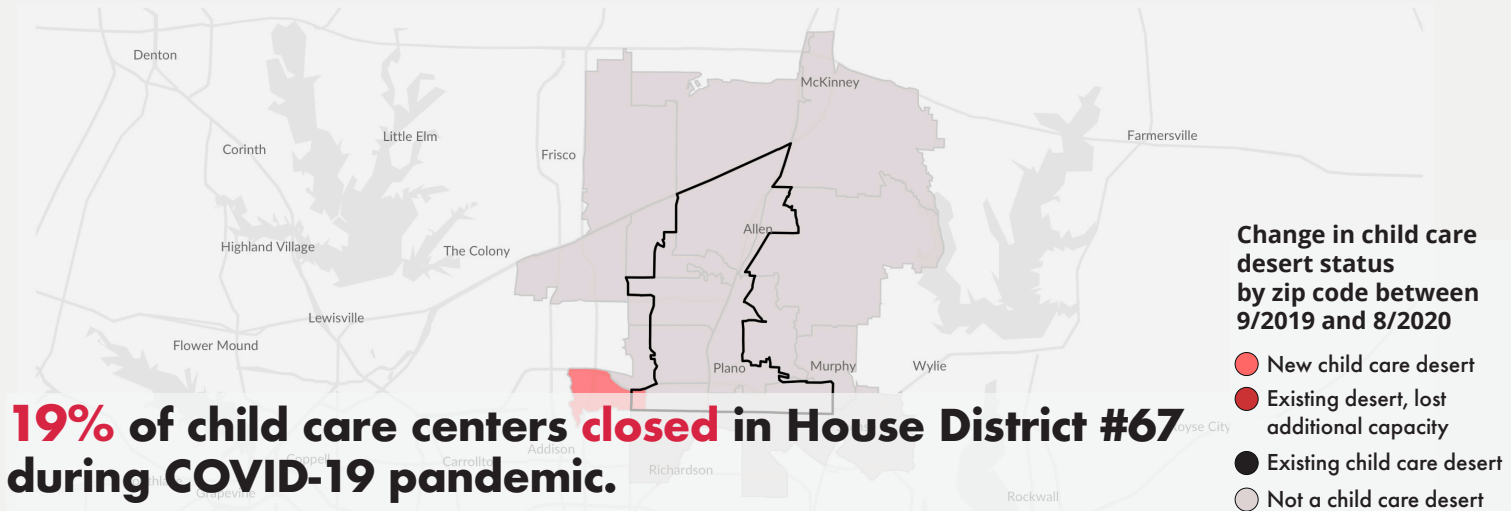 Denton
McKinney
Little Elm
Farmersville
Corinth
Frisco
Allen
Highland Village
The Colony
Change in child care
desert status
by zip code between
9/2019 and 8/2020
Lewisville
Flower Mound
Plano
Murphy
Wylie
New child care desert
Existing desert, lost
additional capacity
Existing child care desert
Not a child care desert
19% of child care centers closed in House District #67
during COVID-19 pandemic.
Addison
Coppell
Richardson
Grapevine
Rockwall